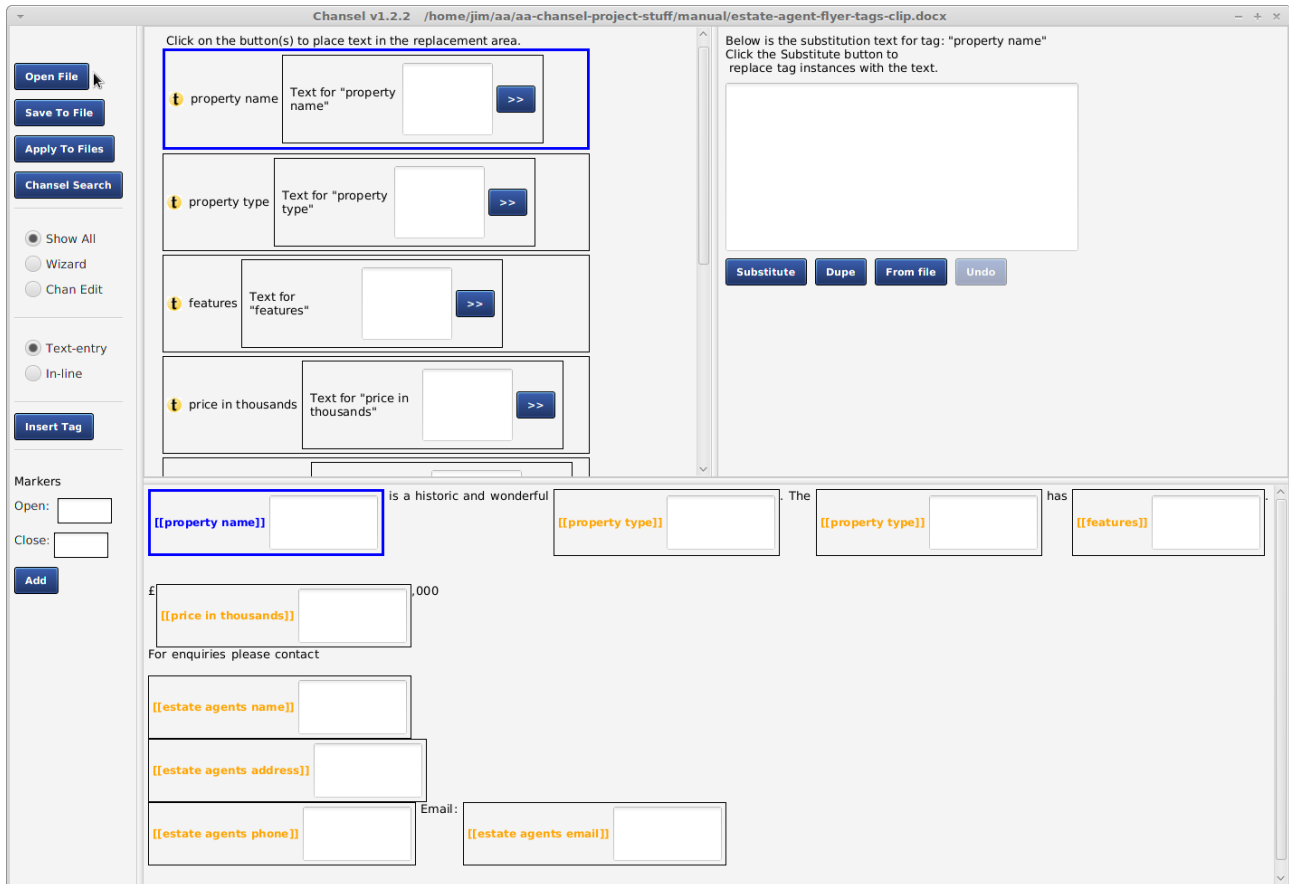 Chansel v1.2.2 /home/jim/aa/aa-chansel-project-stuff/manual/estate-agent-flyer-tags-clip.docx
Open File
Save To File
Apply To Files
Chansel Search
Show All
Wizard
Chan Edit
Text-entry
In-line
Insert Tag
Markers
Open:
Close:
Add
Click on the button(s) to place text in the replacement area.
t property name Text for "property
name" >>
t property type Text for "property
type" >>
t features Text for
"features" >>
t price in thousands Text for "price in
thousands" >>
Below is the substitution text for tag: "property name"
Click the Substitute button to
replace tag instances with the text.
Substitute Dupe From file Undo
[[property name]] is a historic and wonderful [[property type]] . The [[property type]] has [[features]] .
£ [[price in thousands]] ,000
For enquiries please contact
[[estate agents name]]
[[estate agents address]]
[[estate agents phone]] Email: [[estate agents email]]